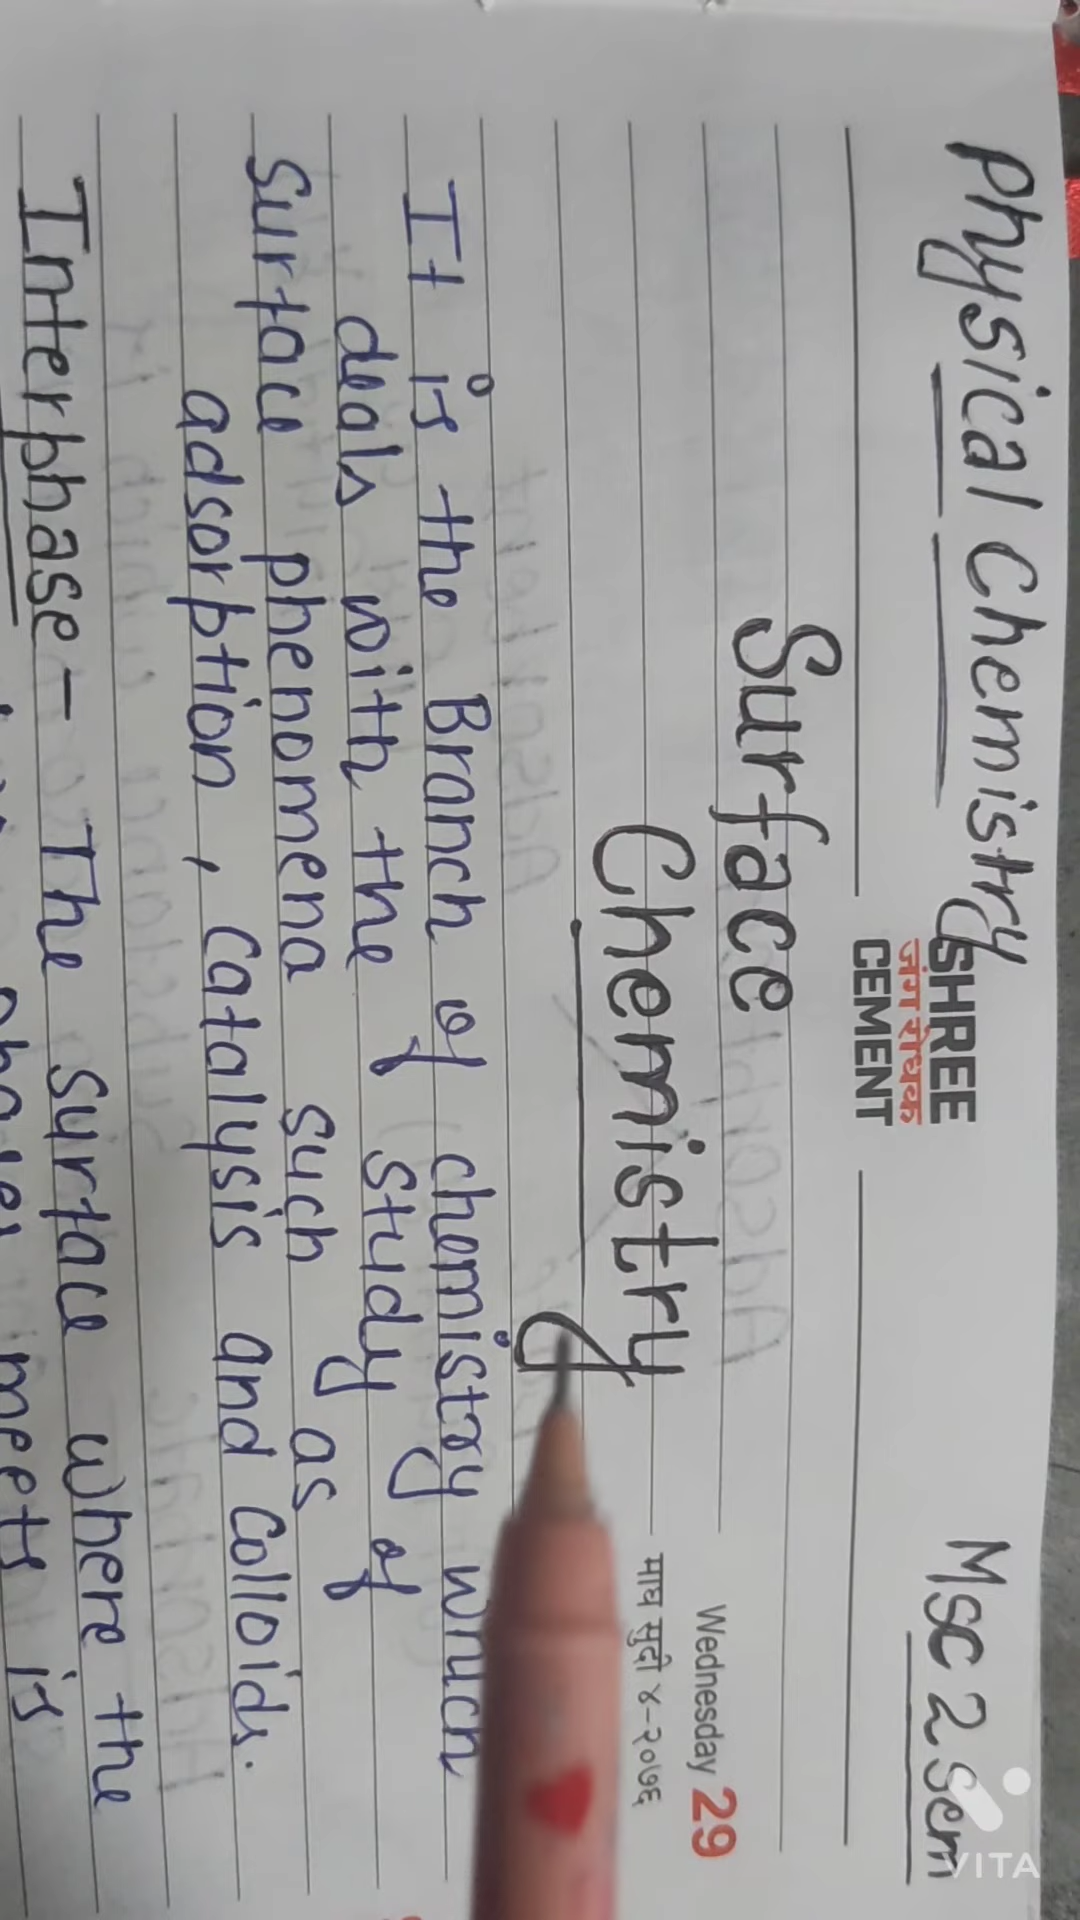 Physical Chemistry
MSC 2 Sem
SHREE
जंग रोधक
CEMENT
Wednesday 29
माघ सुदी ४-२०७६
Surface
Chemistry
It is the Branch of chemistry which
deals with the study of
Surface phenomena such as
adsorption, Catalysis and Colloids.
Interphase - The Surface where the
meets is
VITA